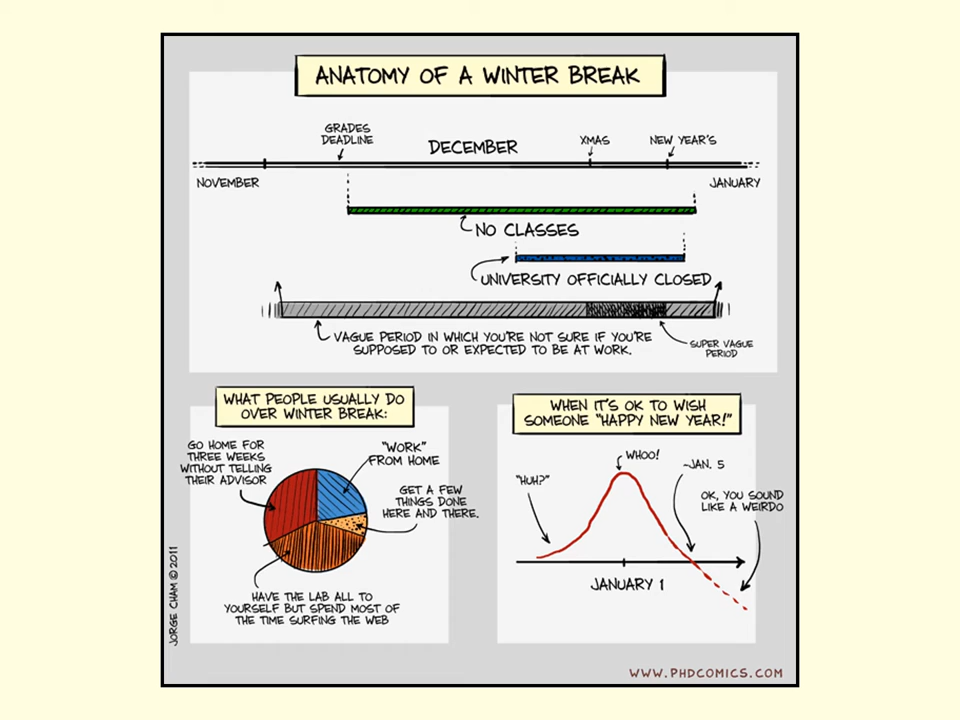 ANATOMY OF A WINTER BREAK
GRADES
DEADLINE
DECEMBER
XMAS
NEW YEAR'S
NOVEMBER
JANUARY
NO CLASSES
UNIVERSITY OFFICIALLY CLOSED
VAGUE PERIOD IN WHICH YOU'RE NOT SURE IF YOU'RE
SUPPOSED TO OR EXPECTED TO BE AT WORK.
SUPER VAGUE
PERIOD
WHAT PEOPLE USUALLY DO
OVER WINTER BREAK:
GO HOME FOR
THREE WEEKS
WITHOUT TELLING
THEIR ADVISOR
"WORK"
FROM HOME
GET A FEW
THINGS DONE
HERE AND THERE.
HAVE THE LAB ALL TO
YOURSELF BUT SPEND MOST OF
THE TIME SURFING THE WEB
WHEN IT'S OK TO WISH
SOMEONE "HAPPY NEW YEAR!"
"HUH?"
WHOO!
~JAN. 5
OK, YOU SOUND
LIKE A WEIRDO
JANUARY 1
JORGE CHAM © 2011
WWW.PHDCOMICS.COM